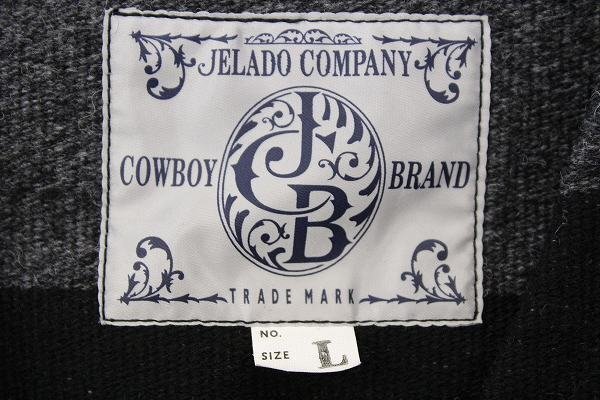 JELADO COMPANY
COWBOY JCB BRAND
TRADE MARK
NO.
SIZE L